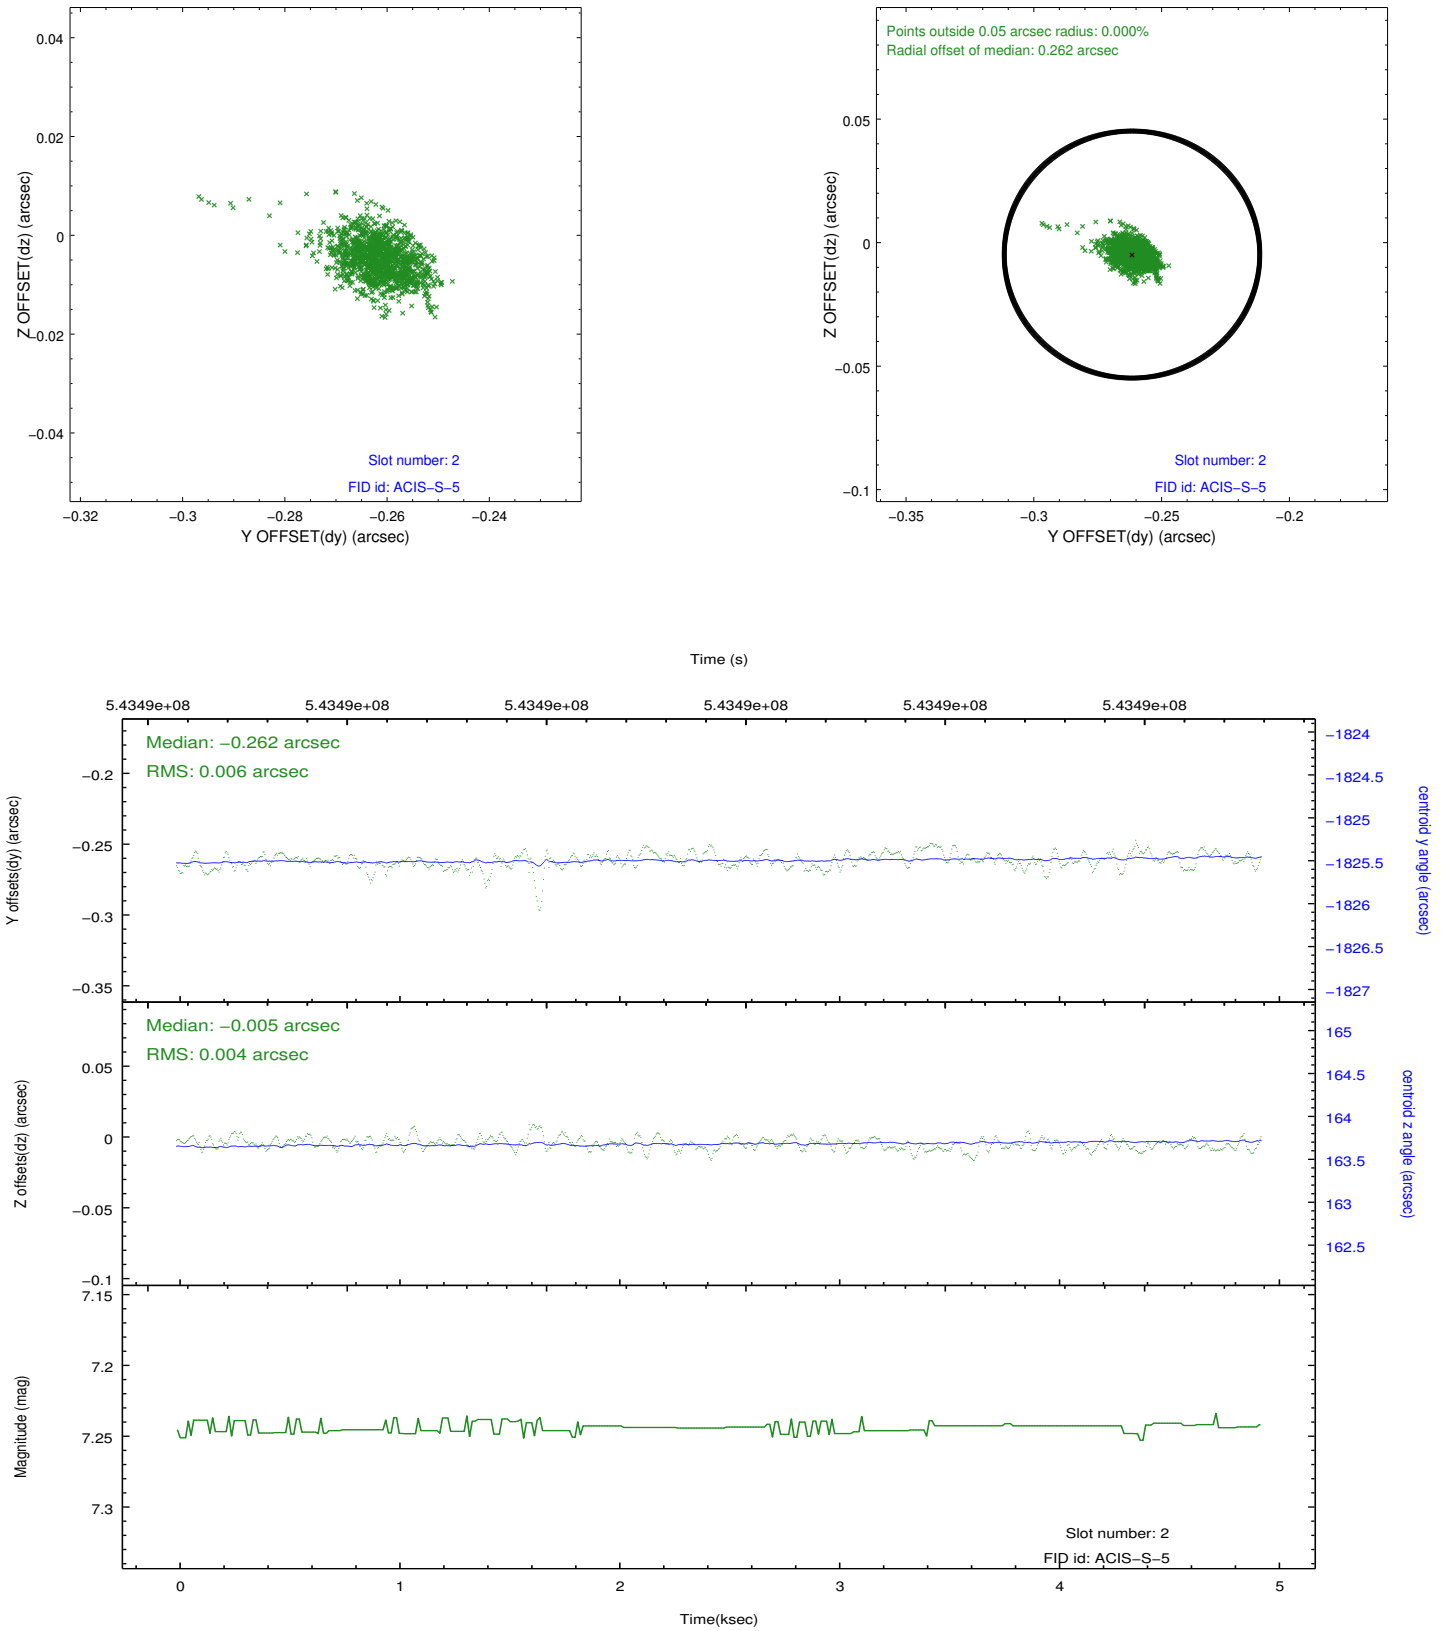 0.04
0.02
0
−0.02
−0.04
Z OFFSET(dz) (arcsec)
Slot number: 2
FID id: ACIS−S−5
−0.32
−0.3
−0.28
−0.26
−0.24
Y OFFSET(dy) (arcsec)
Points outside 0.05 arcsec radius: 0.000%
Radial offset of median: 0.262 arcsec
0.05
0
−0.05
−0.1
Z OFFSET(dz) (arcsec)
Slot number: 2
FID id: ACIS−S−5
−0.35
−0.3
−0.25
−0.2
Y OFFSET(dy) (arcsec)
Time (s)
5.4349e+08
5.4349e+08
5.4349e+08
5.4349e+08
5.4349e+08
5.4349e+08
Median: −0.262 arcsec
RMS: 0.006 arcsec
−0.2
−0.25
−0.3
−0.35
Y offsets(dy) (arcsec)
−1824
−1824.5
−1825
−1825.5
−1826
−1826.5
−1827
centroid y angle (arcsec)
Median: −0.005 arcsec
RMS: 0.004 arcsec
0.05
0
−0.05
−0.1
Z offsets(dz) (arcsec)
165
164.5
164
163.5
163
162.5
centroid z angle (arcsec)
7.15
7.2
7.25
7.3
Magnitude (mag)
Slot number: 2
FID id: ACIS−S−5
0
1
2
3
4
5
Time(ksec)